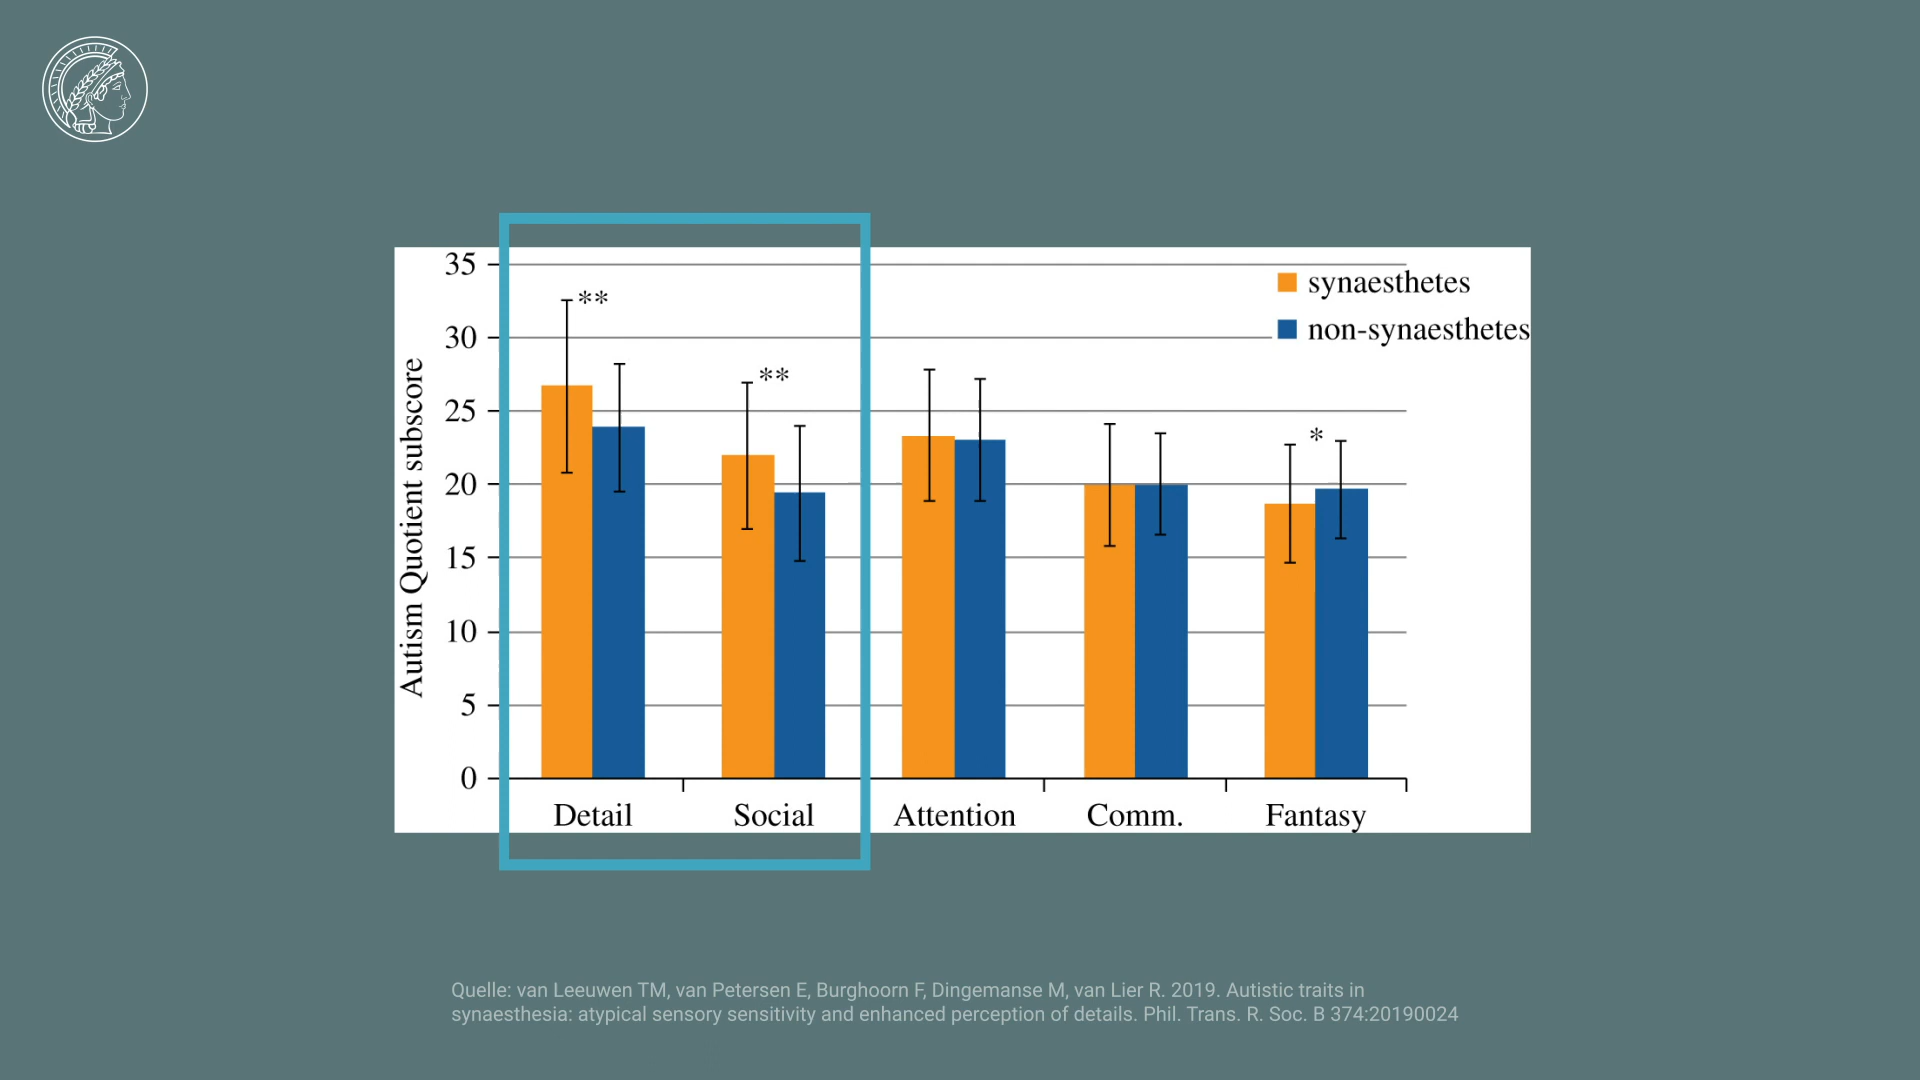 35
30
25
20
15
10
5
0
Autism Quotient subscore
**
**
*
synaesthetes
non-synaesthetes
Detail
Social
Attention
Comm.
Fantasy
Quelle: van Leeuwen TM, van Petersen E, Burghoorn F, Dingemanse M, van Lier R. 2019. Autistic traits in
synaesthesia: atypical sensory sensitivity and enhanced perception of details. Phil. Trans. R. Soc. B 374:20190024